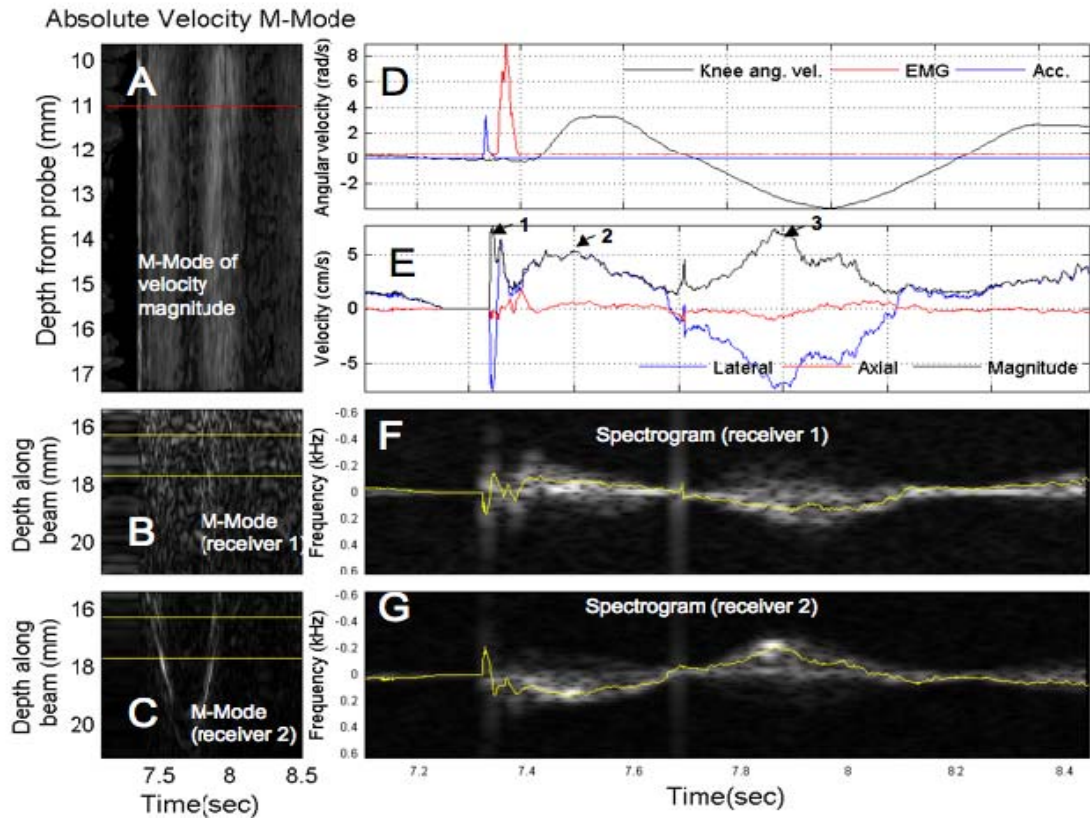 Absolute Velocity M-Mode
A
Depth from probe (mm)
10
11
12
13
14
15
16
17
M-Mode of
velocity
magnitude
D
Angular velocity (rad/s)
8
6
4
2
0
-2
Knee ang. vel.
EMG
Acc.
E
Velocity (cm/s)
5
0
-5
1
2
3
Lateral
Axial
Magnitude
B
Depth along
beam (mm)
16
18
20
M-Mode
(receiver 1)
F
Spectrogram (receiver 1)
Frequency (kHz)
-0.6
-0.4
-0.2
0
0.2
0.4
0.6
C
Depth along
beam (mm)
16
18
20
M-Mode
(receiver 2)
7.5
8
8.5
Time(sec)
G
Spectrogram (receiver 2)
Frequency (kHz)
-0.6
-0.4
-0.2
0
0.2
0.4
0.6
7.2
7.4
7.6
7.8
8
8.2
8.4
Time(sec)